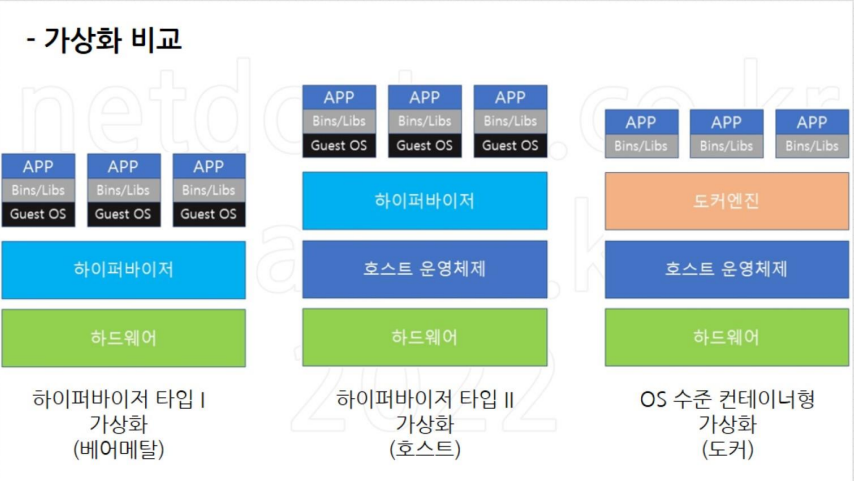 - 가상화 비교
APP APP APP
Bins/Libs Bins/Libs Bins/Libs
Guest OS Guest OS Guest OS
하이퍼바이저
하드웨어
하이퍼바이저 타입 I
가상화
(베어메탈)
APP APP APP
Bins/Libs Bins/Libs Bins/Libs
Guest OS Guest OS Guest OS
하이퍼바이저
호스트 운영체제
하드웨어
하이퍼바이저 타입 II
가상화
(호스트)
APP APP APP
Bins/Libs Bins/Libs Bins/Libs
도커엔진
호스트 운영체제
하드웨어
OS 수준 컨테이너형
가상화
(도커)
2022